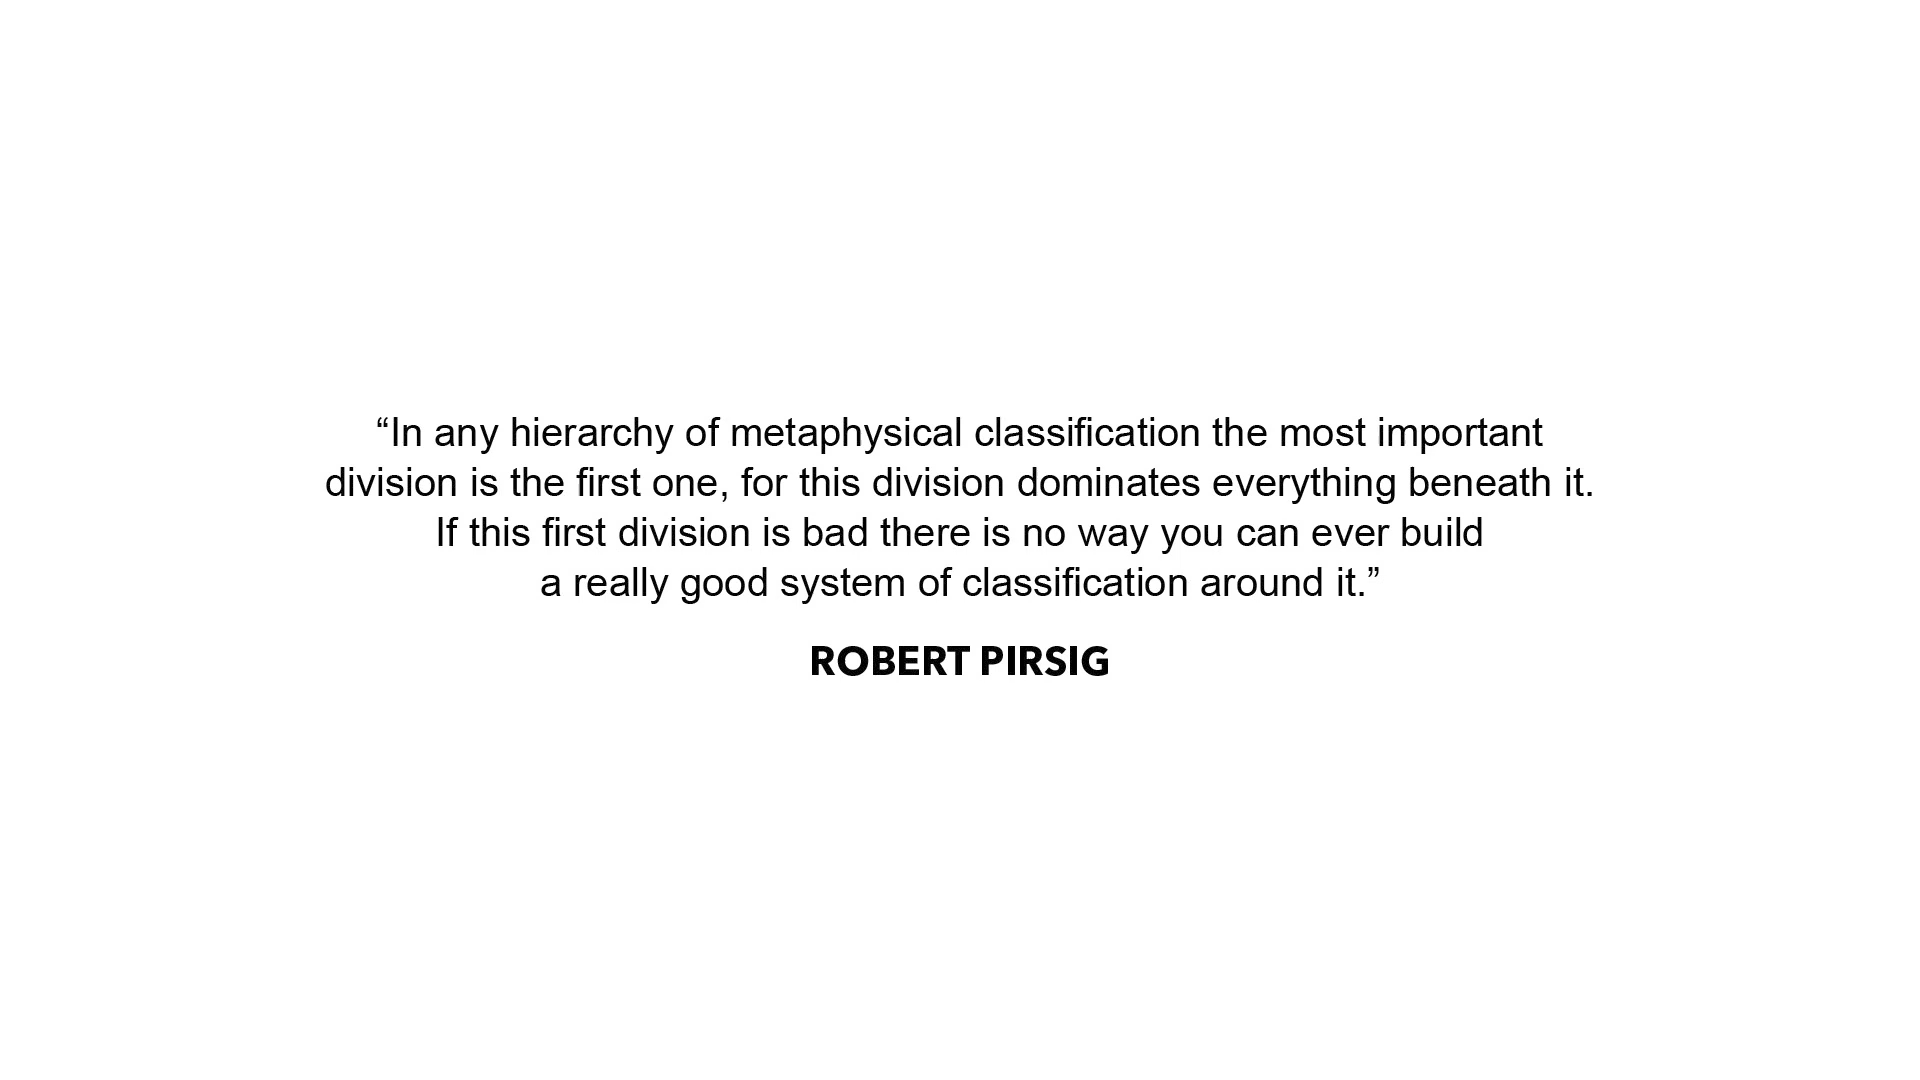 “In any hierarchy of metaphysical classification the most important
division is the first one, for this division dominates everything beneath it.
If this first division is bad there is no way you can ever build
a really good system of classification around it.”
ROBERT PIRSIG